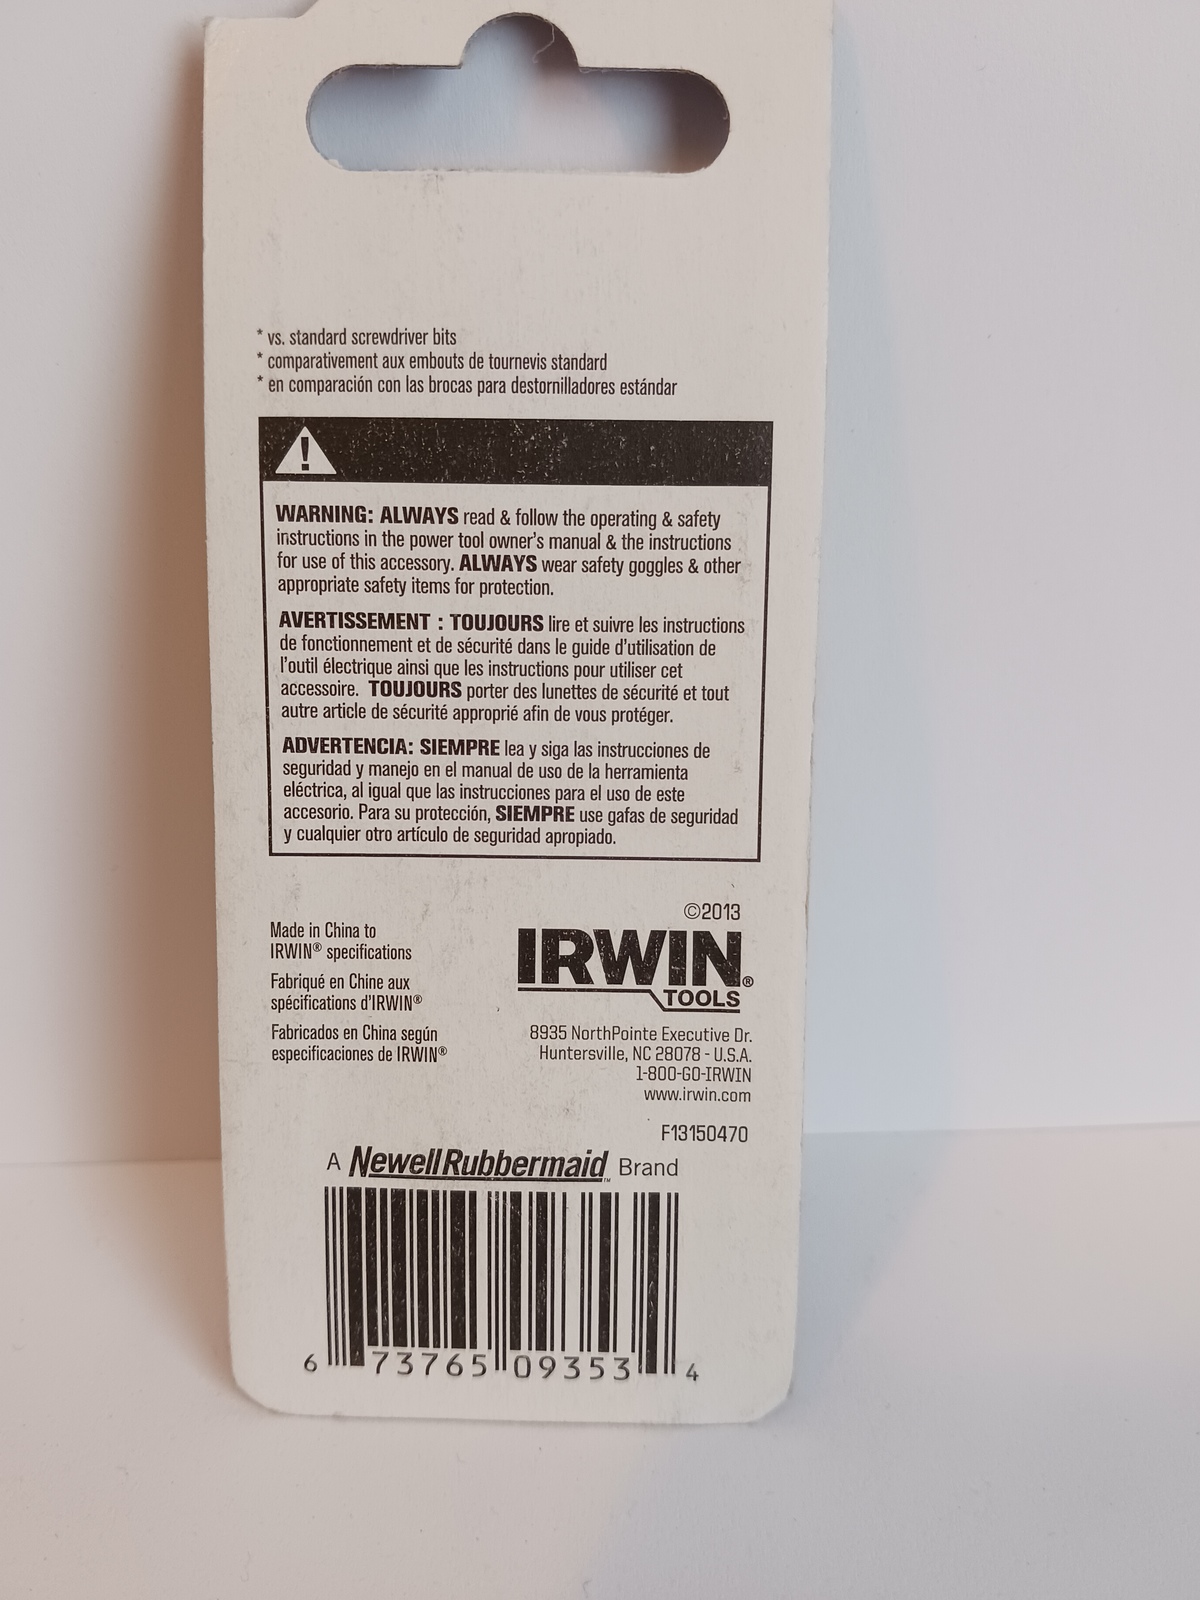 * vs. standard screwdriver bits
* comparativement aux embouts de tournevis standard
* en comparación con las brocas para destornilladores estándar
WARNING: ALWAYS read & follow the operating & safety
instructions in the power tool owner's manual & the instructions
for use of this accessory. ALWAYS wear safety goggles & other
appropriate safety items for protection.
AVERTISSEMENT : TOUJOURS lire et suivre les instructions
de fonctionnement et de sécurité dans le guide d'utilisation de
l'outil électrique ainsi que les instructions pour utiliser cet
accessoire. TOUJOURS porter des lunettes de sécurité et tout
autre article de sécurité approprié afin de vous protéger.
ADVERTENCIA: SIEMPRE lea y siga las instrucciones de
seguridad y manejo en el manual de uso de la herramienta
eléctrica, al igual que las instrucciones para el uso de este
accesorio. Para su protección, SIEMPRE use gafas de seguridad
y cualquier otro artículo de seguridad apropiado.
Made in China to
IRWIN® specifications
Fabriqué en Chine aux
spécifications d'IRWIN®
Fabricados en China según
especificaciones de IRWIN®
©2013
IRWIN®
TOOLS
8935 NorthPointe Executive Dr.
Huntersville, NC 28078 - U.S.A.
1-800-GO-IRWIN
www.irwin.com
F13150470
A NewellRubbermaid™ Brand
6 73765 09353 4